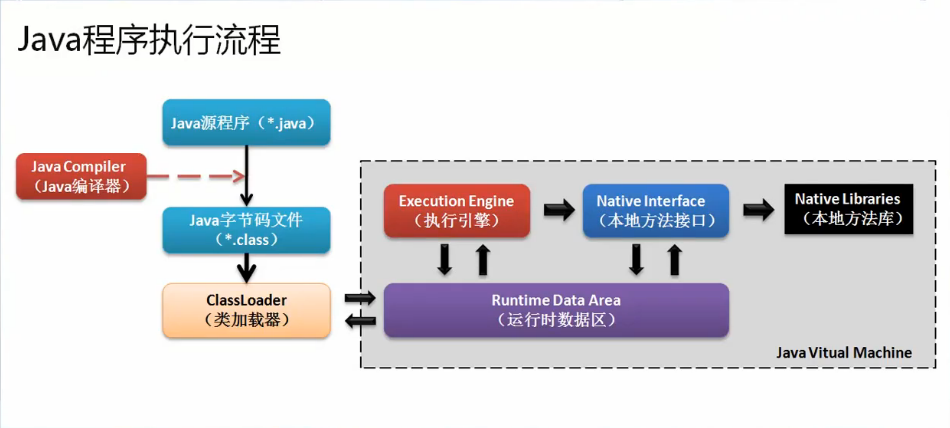 Java程序执行流程
Java源程序（*.java）
Java Compiler
（Java编译器）
Java字节码文件
（*.class）
ClassLoader
（类加载器）
Execution Engine
（执行引擎）
Native Interface
（本地方法接口）
Native Libraries
（本地方法库）
Runtime Data Area
（运行时数据区）
Java Vitual Machine